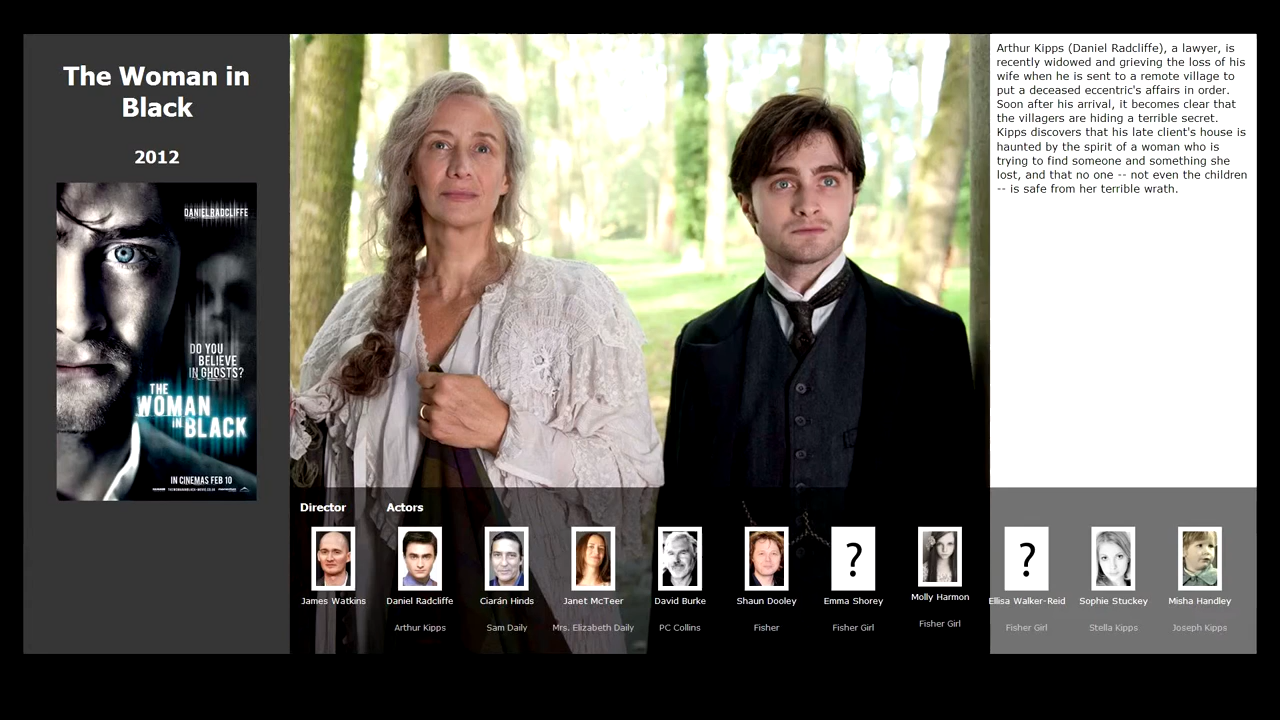 The Woman in
Black
2012
DANIEL RADCLIFFE
DO YOU
BELIEVE
IN GHOSTS?
THE
WOMAN
IN BLACK
IN CINEMAS FEB 10
Arthur Kipps (Daniel Radcliffe), a lawyer, is
recently widowed and grieving the loss of his
wife when he is sent to a remote village to
put a deceased eccentric's affairs in order.
Soon after his arrival, it becomes clear that
the villagers are hiding a terrible secret.
Kipps discovers that his late client's house is
haunted by the spirit of a woman who is
trying to find someone and something she
lost, and that no one -- not even the children
-- is safe from her terrible wrath.
Director Actors
? ?
James Watkins Daniel Radcliffe Ciarán Hinds Janet McTeer David Burke Shaun Dooley Emma Shorey Molly Harmon Ellisa Walker-Reid Sophie Stuckey Misha Handley
Arthur Kipps Sam Daily Mrs. Elizabeth Daily PC Collins Fisher Fisher Girl Fisher Girl Fisher Girl Stella Kipps Joseph Kipps